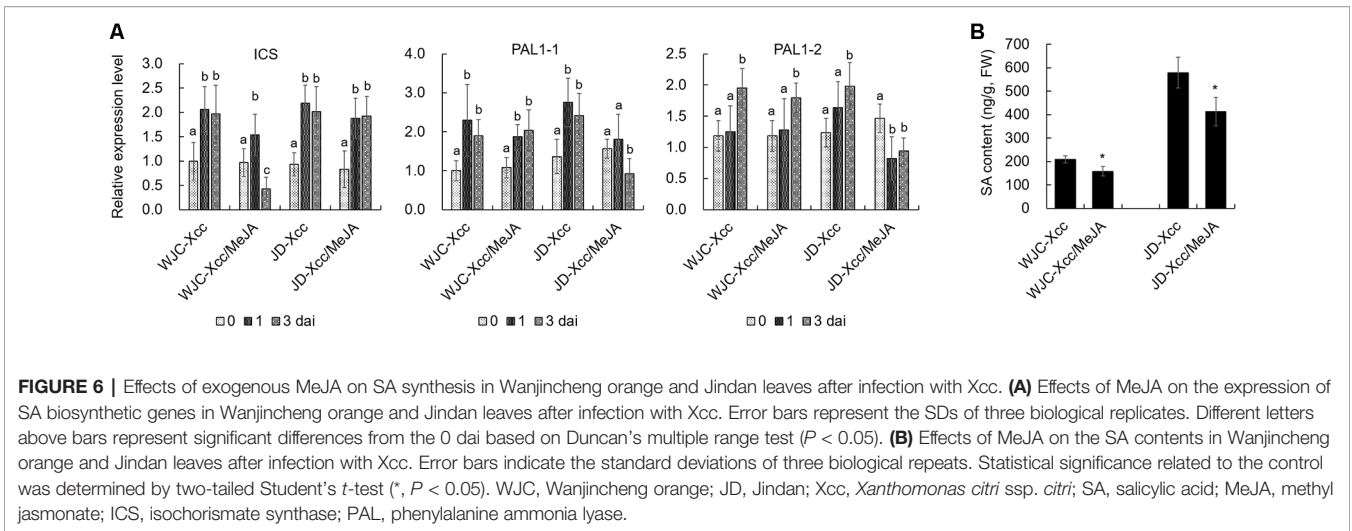 A
B
ICS
PAL1-1
PAL1-2
Relative expression level
3.0
2.5
2.0
1.5
1.0
0.5
0.0
a b b
a b c
a b b
a b b
WJC-Xcc
WJC-Xcc/MeJA
JD-Xcc
JD-Xcc/MeJA
0 1 3 dai
4.0
3.0
2.0
1.0
0.0
a b b
a b b
a b b
a a b
WJC-Xcc
WJC-Xcc/MeJA
JD-Xcc
JD-Xcc/MeJA
0 1 3 dai
2.5
2.0
1.5
1.0
0.5
0.0
a a b
a a b
a a b
a b b
WJC-Xcc
WJC-Xcc/MeJA
JD-Xcc
JD-Xcc/MeJA
0 1 3 dai
SA content (ng/g, FW)
700
600
500
400
300
200
100
0
*
*
WJC-Xcc
WJC-Xcc/MeJA
JD-Xcc
JD-Xcc/MeJA
FIGURE 6 | Effects of exogenous MeJA on SA synthesis in Wanjincheng orange and Jindan leaves after infection with Xcc. (A) Effects of MeJA on the expression of
SA biosynthetic genes in Wanjincheng orange and Jindan leaves after infection with Xcc. Error bars represent the SDs of three biological replicates. Different letters
above bars represent significant differences from the 0 dai based on Duncan's multiple range test (P < 0.05). (B) Effects of MeJA on the SA contents in Wanjincheng
orange and Jindan leaves after infection with Xcc. Error bars indicate the standard deviations of three biological repeats. Statistical significance related to the control
was determined by two-tailed Student's t-test (*, P < 0.05). WJC, Wanjincheng orange; JD, Jindan; Xcc, Xanthomonas citri ssp. citri; SA, salicylic acid; MeJA, methyl
jasmonate; ICS, isochorismate synthase; PAL, phenylalanine ammonia lyase.